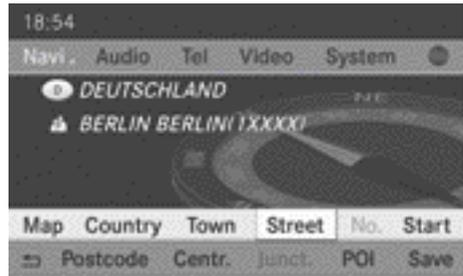 18:54
Navi. Audio Tel Video System
D DEUTSCHLAND
NE
BERLIN BERLIN(1XXXX)
Map Country Town Street No. Start
Postcode Centr. Junct. POI Save